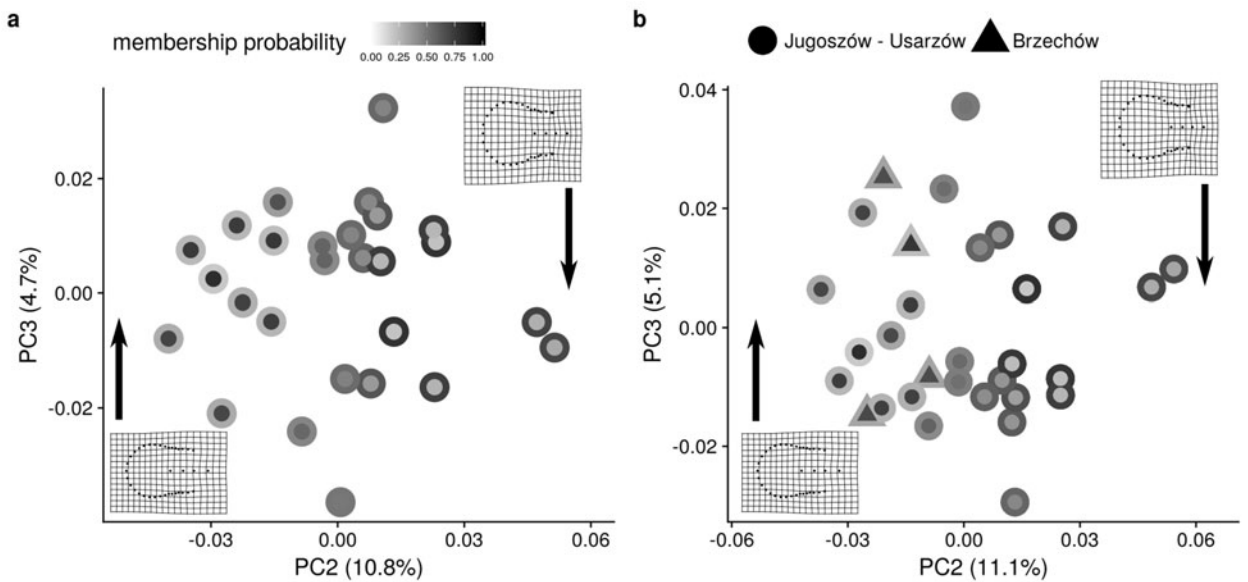 a
membership probability
0.00 0.25 0.50 0.75 1.00
0.02
0.00
-0.02
PC3 (4.7%)
-0.03 0.00 0.03 0.06
PC2 (10.8%)
b
Jugoszów - Usarzów Brzechów
0.04
0.02
0.00
-0.02
PC3 (5.1%)
-0.06 -0.03 0.00 0.03 0.06
PC2 (11.1%)